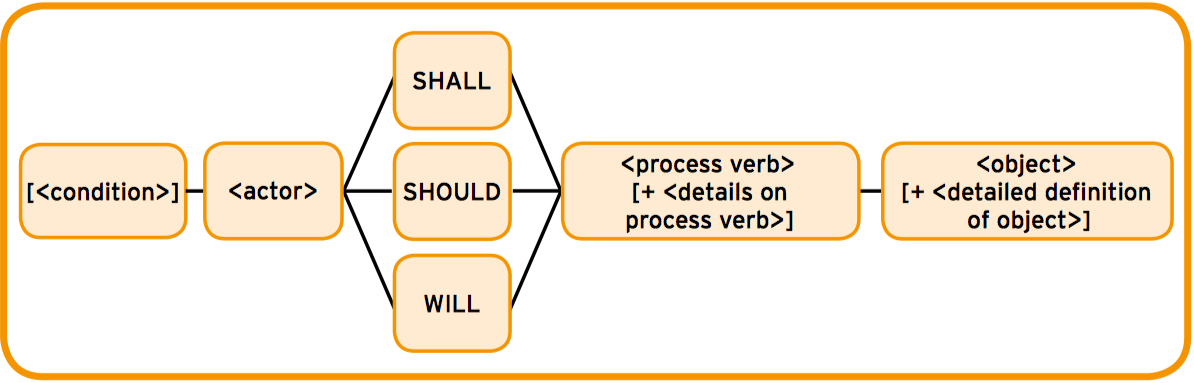 [<condition>]
<actor>
SHALL
SHOULD
WILL
<process verb>
[+ <details on
process verb>]
<object>
[+ <detailed definition
of object>]